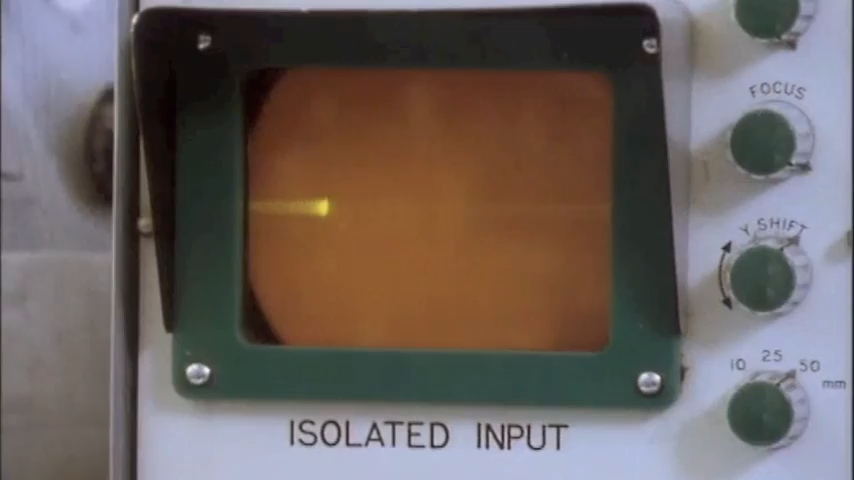 FOCUS
Y SHIFT
10 25 50
mm
ISOLATED INPUT